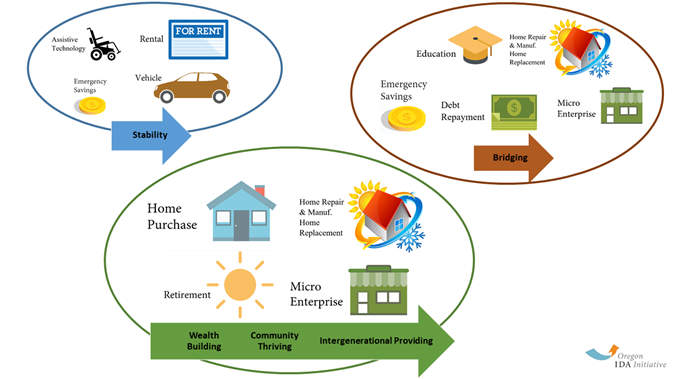 Assistive
Technology
Rental
FOR RENT
Emergency
Savings
Vehicle
Stability
Education
Home Repair
& Manuf.
Home
Replacement
Emergency
Savings
Debt
Repayment
Micro
Enterprise
Bridging
Home
Purchase
Home Repair
& Manuf.
Home
Replacement
Retirement
Micro
Enterprise
Wealth
Building
Community
Thriving
Intergenerational Providing
Oregon
IDA Initiative